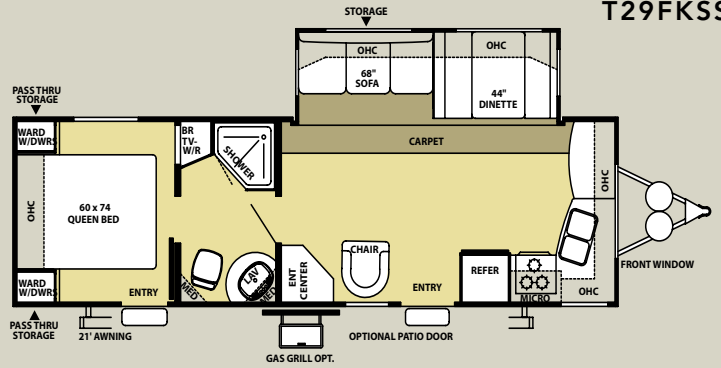 T29FKSS
STORAGE
OHC
OHC
68"
SOFA
44"
DINETTE
PASS THRU
STORAGE
WARD
W/DWRS
BR
TV-
W/R
SHOWER
CARPET
OHC
60 x 74
QUEEN BED
OHC
CHAIR
ENT
CENTER
REFER
FRONT WINDOW
WARD
W/DWRS
ENTRY
MED
LAV
MED
ENTRY
MICRO
OHC
PASS THRU
STORAGE
21' AWNING
OPTIONAL PATIO DOOR
GAS GRILL OPT.